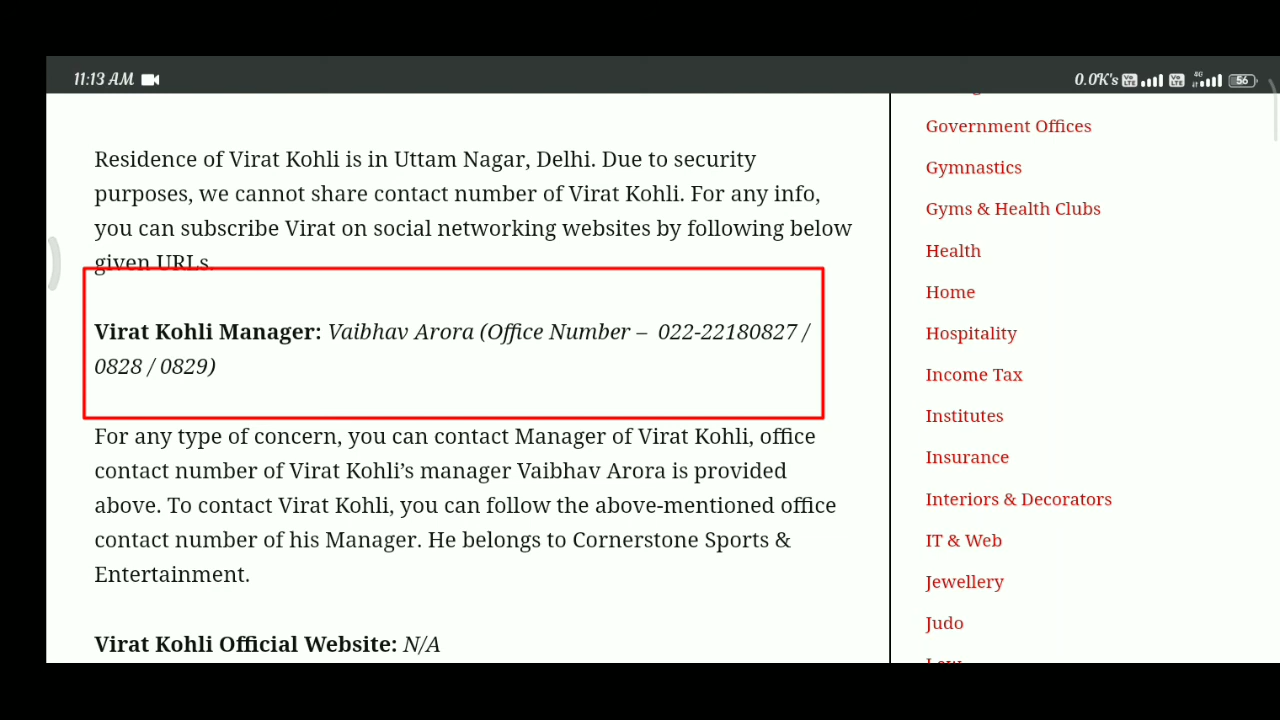 11:13 AM
0.0K's
Vo LTE
Vo LTE
4G
56
Residence of Virat Kohli is in Uttam Nagar, Delhi. Due to security
purposes, we cannot share contact number of Virat Kohli. For any info,
you can subscribe Virat on social networking websites by following below
given URLs.
Virat Kohli Manager: Vaibhav Arora (Office Number – 022-22180827 /
0828 / 0829)
For any type of concern, you can contact Manager of Virat Kohli, office
contact number of Virat Kohli’s manager Vaibhav Arora is provided
above. To contact Virat Kohli, you can follow the above-mentioned office
contact number of his Manager. He belongs to Cornerstone Sports &
Entertainment.
Virat Kohli Official Website: N/A
Government Offices
Gymnastics
Gyms & Health Clubs
Health
Home
Hospitality
Income Tax
Institutes
Insurance
Interiors & Decorators
IT & Web
Jewellery
Judo